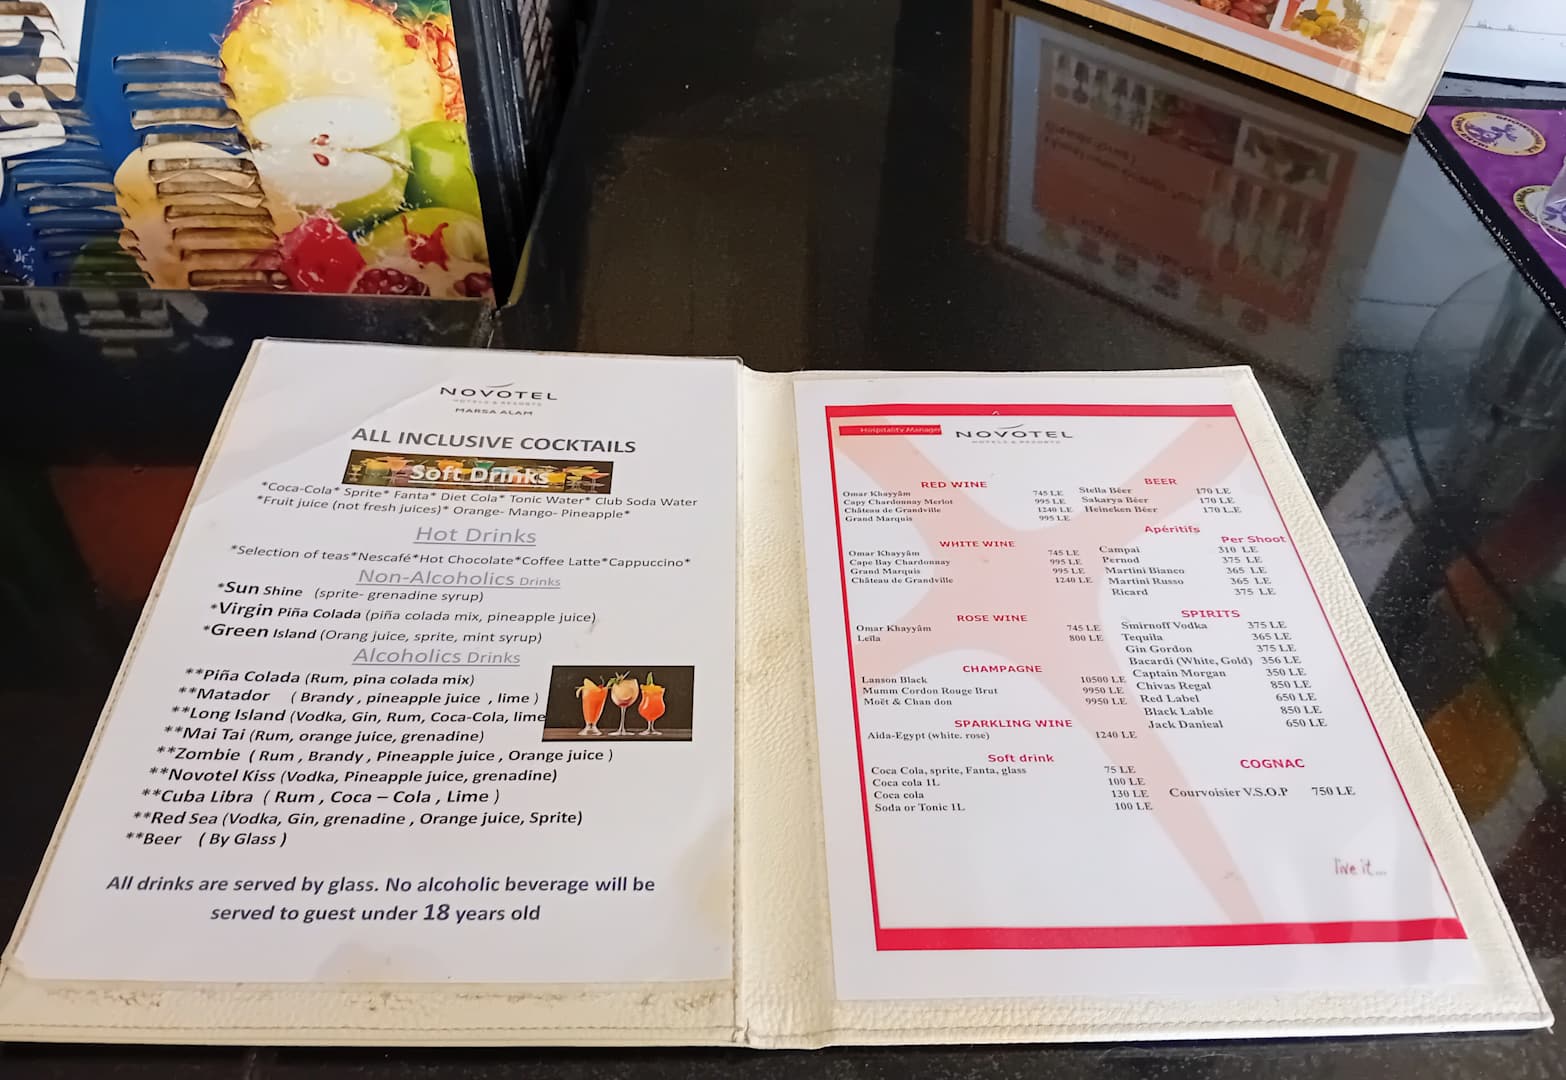 NOVOTEL
HOTELS & RESORTS
MARSA ALAM
ALL INCLUSIVE COCKTAILS
Soft Drinks
*Coca-Cola* Sprite* Fanta* Diet Cola* Tonic Water* Club Soda Water
*Fruit juice (not fresh juices)* Orange- Mango- Pineapple*
Hot Drinks
*Selection of teas*Nescafé*Hot Chocolate*Coffee Latte*Cappuccino*
Non-Alcoholics Drinks
*Sun Shine (sprite- grenadine syrup)
*Virgin Piña Colada (piña colada mix, pineapple juice)
*Green Island (Orang juice, sprite, mint syrup)
Alcoholics Drinks
**Piña Colada (Rum, pina colada mix)
**Matador ( Brandy , pineapple juice , lime )
**Long Island (Vodka, Gin, Rum, Coca-Cola, lime
**Mai Tai (Rum, orange juice, grenadine)
**Zombie ( Rum , Brandy , Pineapple juice , Orange juice )
**Novotel Kiss (Vodka, Pineapple juice, grenadine)
**Cuba Libra ( Rum , Coca – Cola , Lime )
**Red Sea (Vodka, Gin, grenadine , Orange juice, Sprite)
**Beer ( By Glass )
All drinks are served by glass. No alcoholic beverage will be
served to guest under 18 years old
Hospitality Manager
NOVOTEL
HOTELS & RESORTS
RED WINE
Omar Khayyâm 745 LE
Capy Chardonnay Merlot 995 LE
Château de Grandville 1240 LE
Grand Marquis 995 LE
WHITE WINE
Omar Khayyâm 745 LE
Cape Bay Chardonnay 995 LE
Grand Marquis 995 LE
Château de Grandville 1240 LE
ROSE WINE
Omar Khayyâm 745 LE
Leïla 800 LE
CHAMPAGNE
Lanson Black 10500 LE
Mumm Cordon Rouge Brut 9950 LE
Moët & Chan don 9950 LE
SPARKLING WINE
Aida-Egypt (white. rose) 1240 LE
Soft drink
Coca Cola, sprite, Fanta, glass 75 LE
Coca cola 1L 100 LE
Coca cola 130 LE
Soda or Tonic 1L 100 LE
BEER
Stella Béer 170 LE
Sakarya Béer 170 LE
Heineken Béer 170 L.E
Apéritifs
Per Shoot
Campai 310 LE
Pernod 375 LE
Martini Bianco 365 LE
Martini Russo 365 LE
Ricard 375 LE
SPIRITS
Smirnoff Vodka 375 LE
Tequila 365 LE
Gin Gordon 375 LE
Bacardi (White, Gold) 356 LE
Captain Morgan 350 LE
Chivas Regal 850 LE
Red Label 650 LE
Black Lable 850 LE
Jack Danieal 650 LE
COGNAC
Courvoisier V.S.O.P 750 LE
live it...